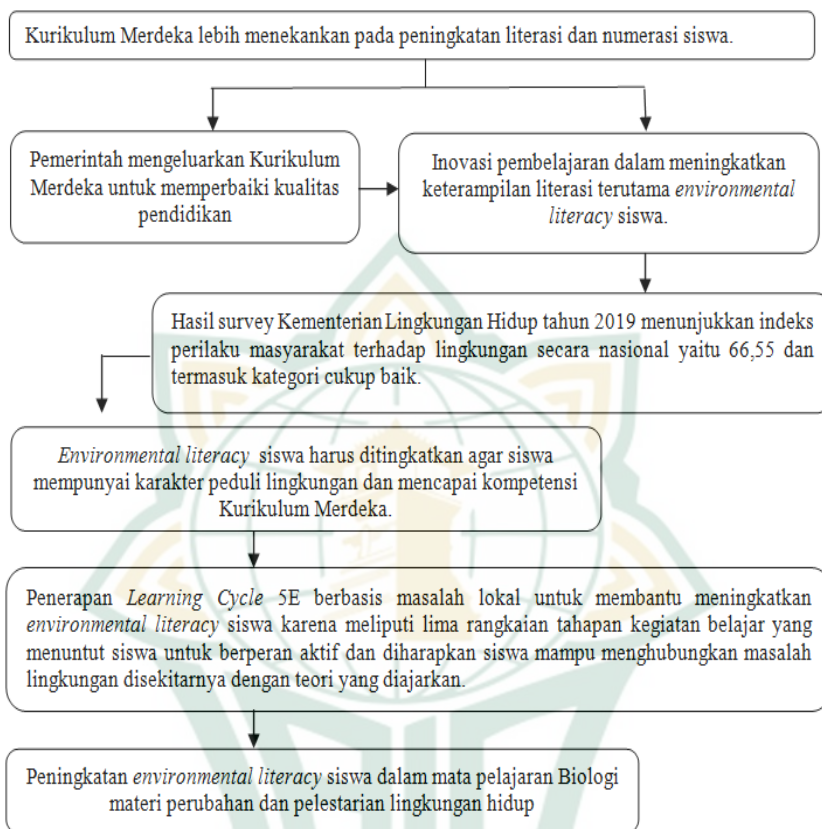 Kurikulum Merdeka lebih menekankan pada peningkatan literasi dan numerasi siswa.
Pemerintah mengeluarkan Kurikulum
Merdeka untuk memperbaiki kualitas
pendidikan
Inovasi pembelajaran dalam meningkatkan
keterampilan literasi terutama environmental
literacy siswa.
Hasil survey Kementerian Lingkungan Hidup tahun 2019 menunjukkan indeks
perilaku masyarakat terhadap lingkungan secara nasional yaitu 66,55 dan
termasuk kategori cukup baik.
Environmental literacy siswa harus ditingkatkan agar siswa
mempunyai karakter peduli lingkungan dan mencapai kompetensi
Kurikulum Merdeka.
Penerapan Learning Cycle 5E berbasis masalah lokal untuk membantu meningkatkan
environmental literacy siswa karena meliputi lima rangkaian tahapan kegiatan belajar yang
menuntut siswa untuk berperan aktif dan diharapkan siswa mampu menghubungkan masalah
lingkungan disekitarnya dengan teori yang diajarkan.
Peningkatan environmental literacy siswa dalam mata pelajaran Biologi
materi perubahan dan pelestarian lingkungan hidup